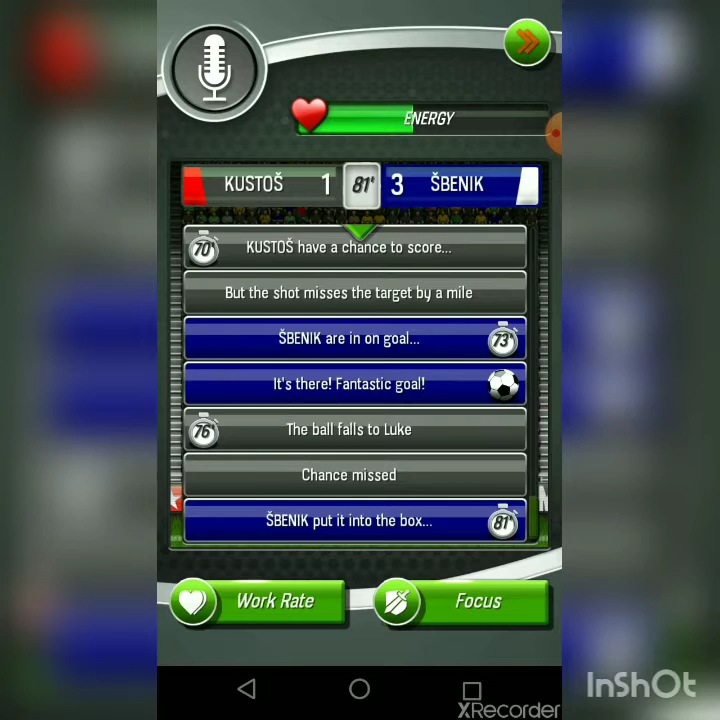 ENERGY
KUSTOŠ 1 81' 3 ŠBENIK
70' KUSTOŠ have a chance to score...
But the shot misses the target by a mile
ŠBENIK are in on goal... 73'
It's there! Fantastic goal!
76' The ball falls to Luke
Chance missed
ŠBENIK put it into the box... 81'
Work Rate Focus
InShOt
XRecorder